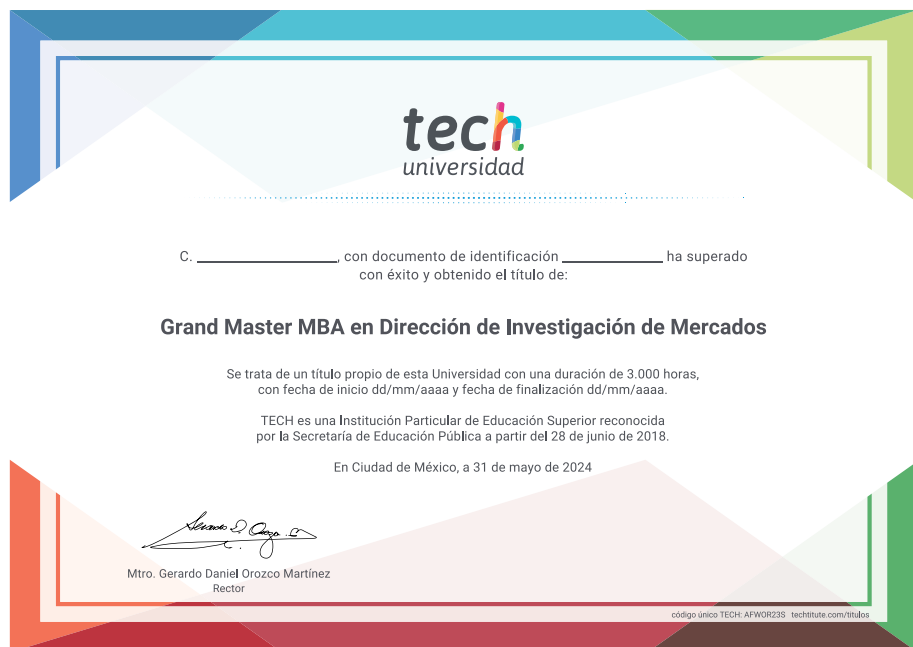 tech
universidad
C. ____________________, con documento de identificación ______________ ha superado
con éxito y obtenido el título de:
Grand Master MBA en Dirección de Investigación de Mercados
Se trata de un título propio de esta Universidad con una duración de 3.000 horas,
con fecha de inicio dd/mm/aaaa y fecha de finalización dd/mm/aaaa.
TECH es una Institución Particular de Educación Superior reconocida
por la Secretaría de Educación Pública a partir del 28 de junio de 2018.
En Ciudad de México, a 31 de mayo de 2024
Mtro. Gerardo Daniel Orozco Martínez
Rector
código único TECH: AFWOR23S techtitute.com/titulos